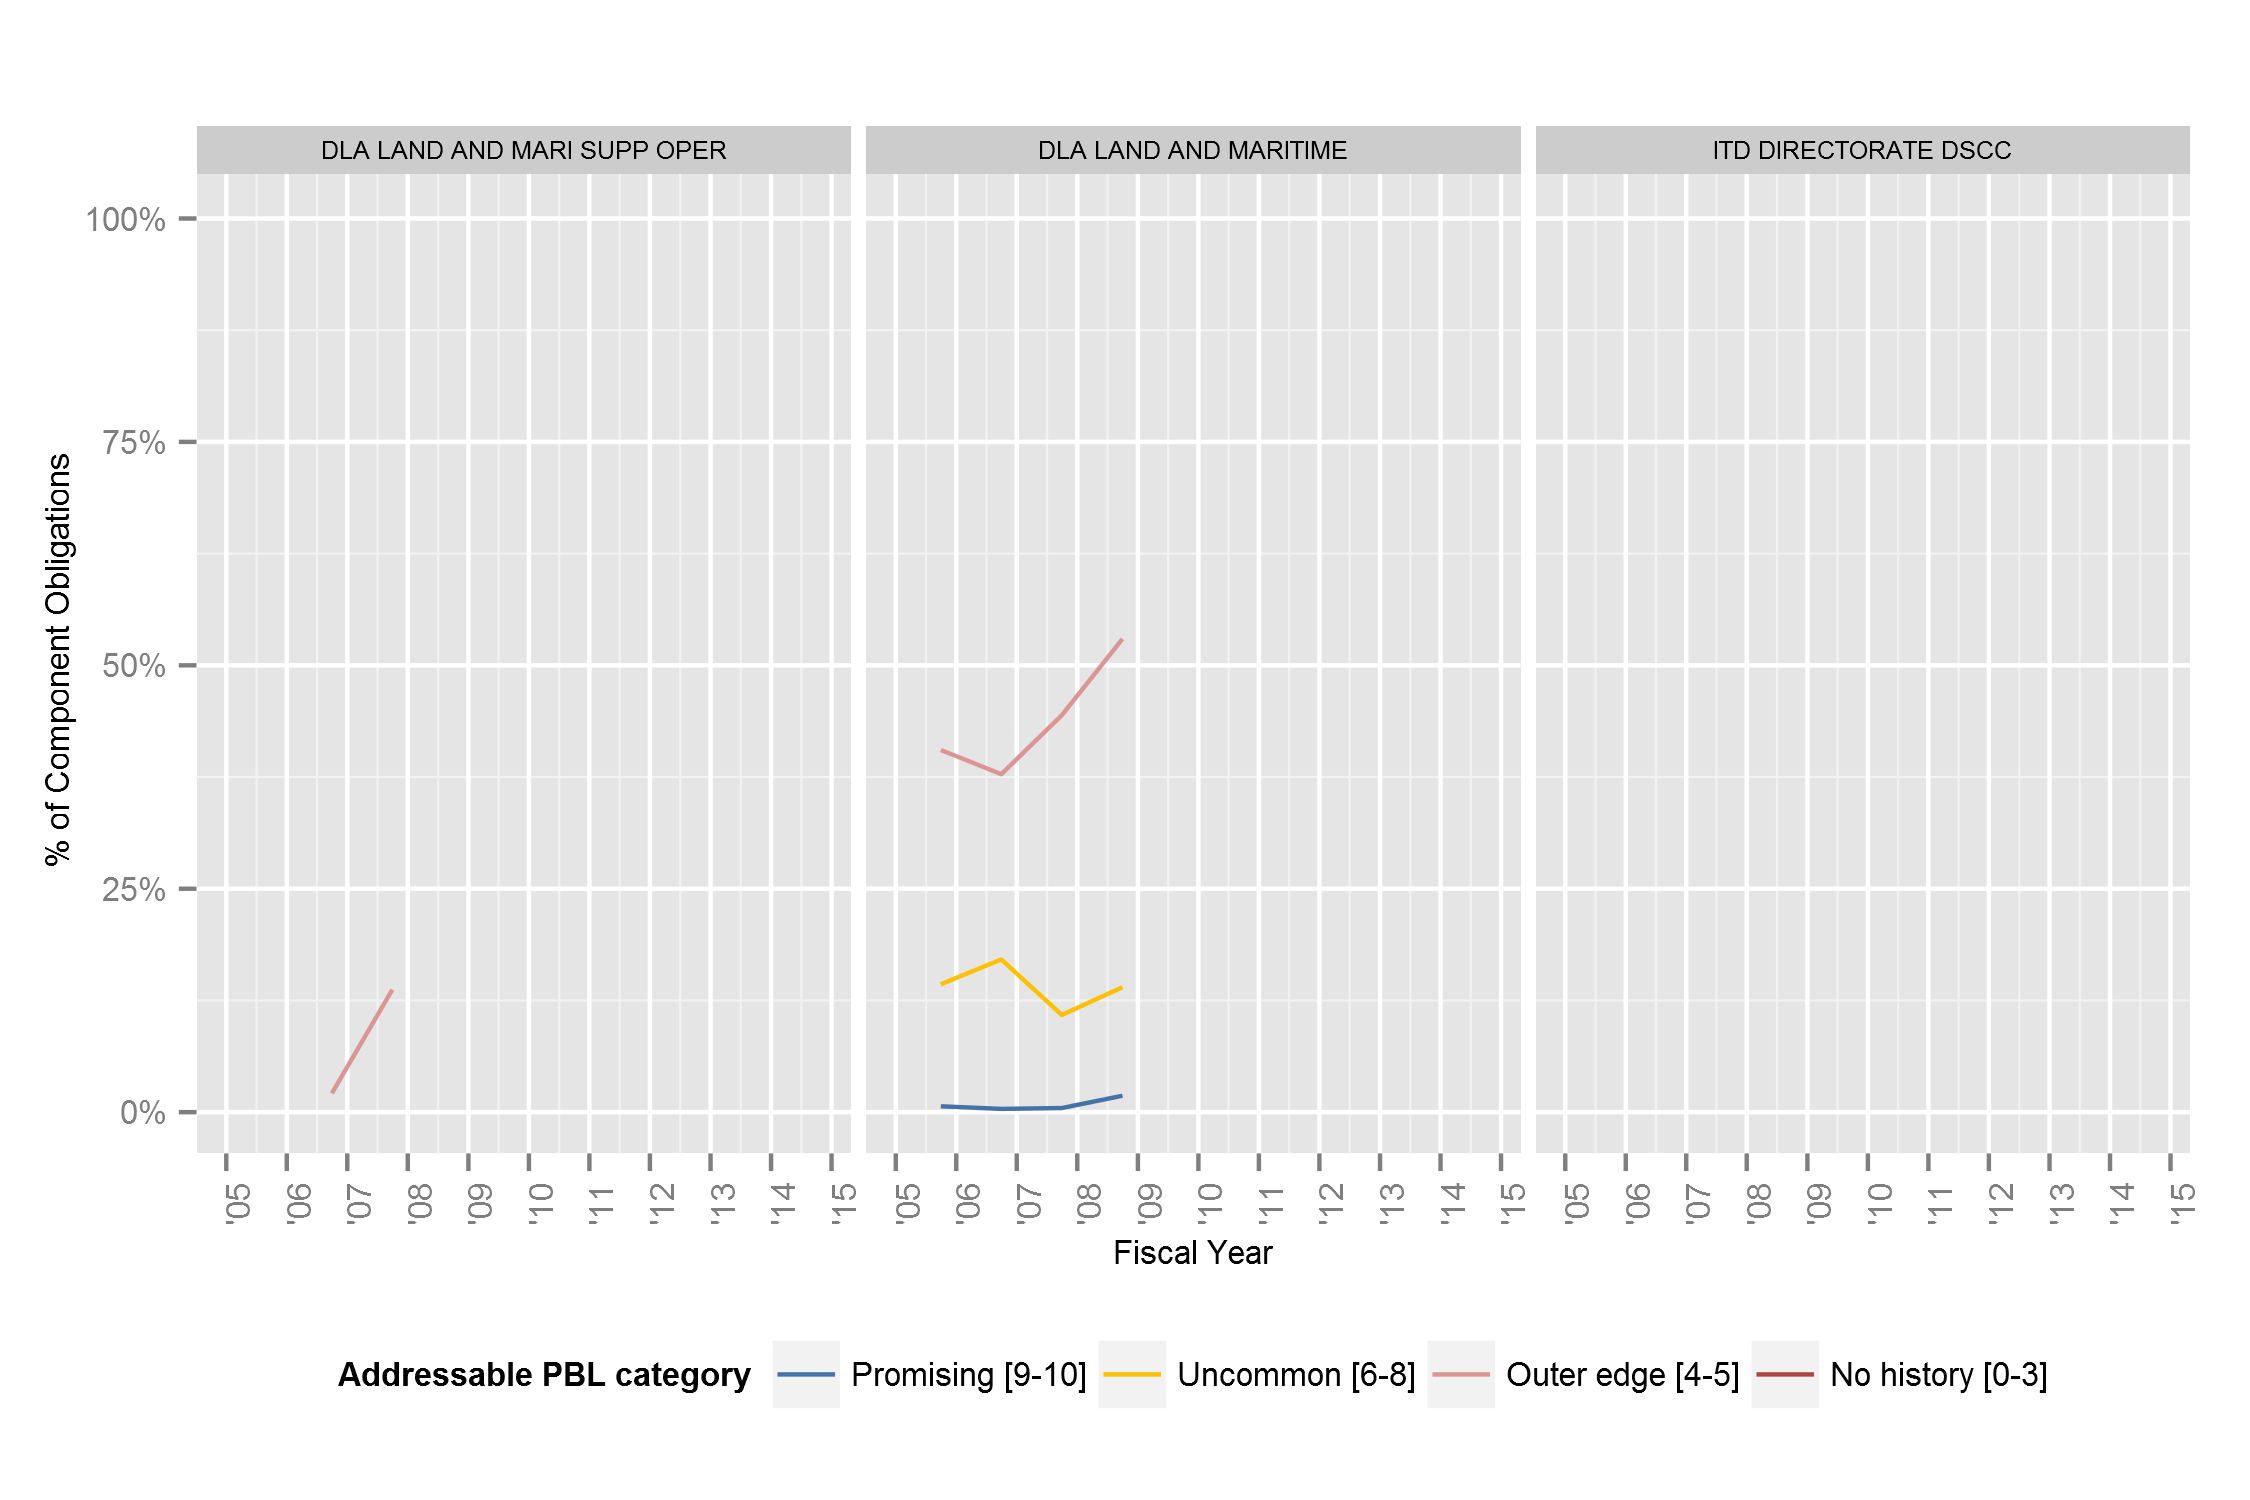 DLA LAND AND MARI SUPP OPER
DLA LAND AND MARITIME
ITD DIRECTORATE DSCC
100%
75%
50%
25%
0%
% of Component Obligations
'05 '06 '07 '08 '09 '10 '11 '12 '13 '14 '15
'05 '06 '07 '08 '09 '10 '11 '12 '13 '14 '15
'05 '06 '07 '08 '09 '10 '11 '12 '13 '14 '15
Fiscal Year
Addressable PBL category Promising [9-10] Uncommon [6-8] Outer edge [4-5] No history [0-3]